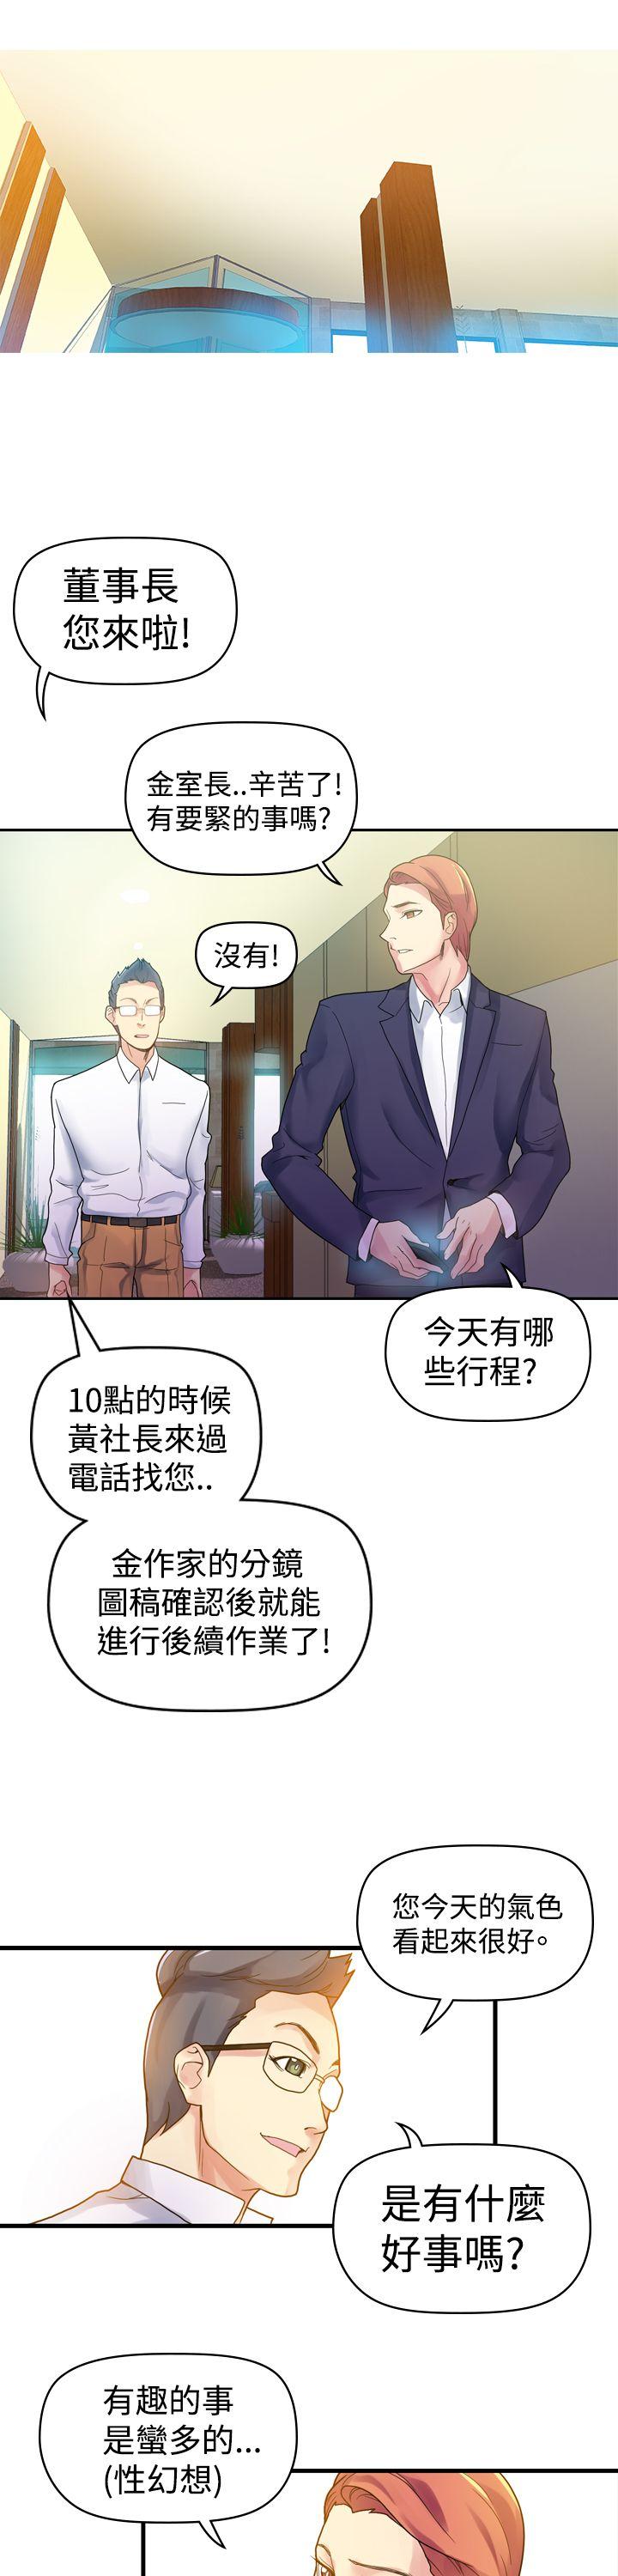 董事長
您來啦!
金室長..辛苦了!
有要緊的事嗎?
沒有!
今天有哪
些行程?
10點的時候
黃社長來過
電話找您..
金作家的分鏡
圖稿確認後就能
進行後續作業了!
您今天的氣色
看起來很好。
是有什麼
好事嗎?
有趣的事
是蠻多的...
(性幻想)